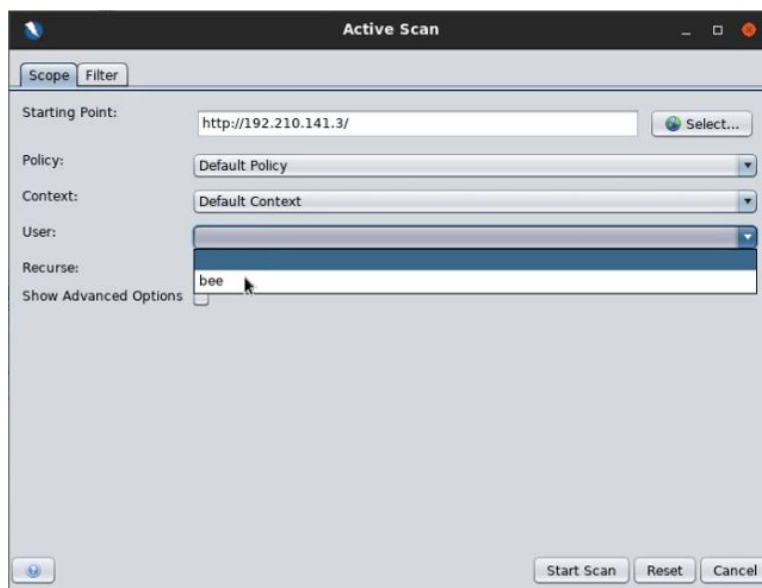 Active Scan
Scope Filter
Starting Point: http://192.210.141.3/ Select...
Policy: Default Policy
Context: Default Context
User:
Recurse: bee
Show Advanced Options
Start Scan Reset Cancel